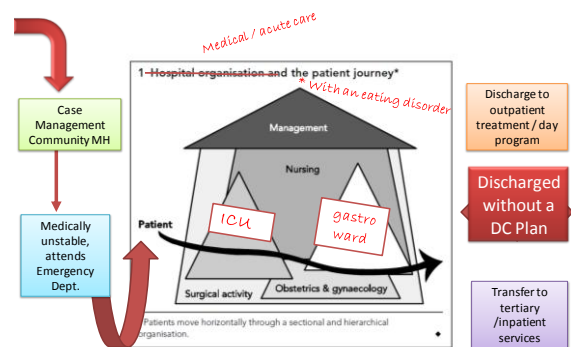 Medical / acute care
1 Hospital organisation and the patient journey*
* With an eating disorder
Case
Management
Community MH
Medically
unstable,
attends
Emergency
Dept.
Management
Nursing
Patient
ICU
gastro
ward
Surgical activity
Obstetrics & gynaecology
Patients move horizontally through a sectional and hierarchical
organisation.
Discharge to
outpatient
treatment / day
program
Discharged
without a
DC Plan
Transfer to
tertiary
/inpatient
services